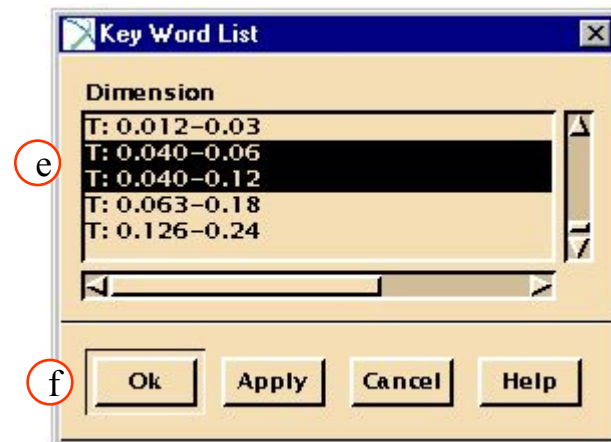 Key Word List
Dimension
T: 0.012-0.03
e
T: 0.040-0.06
T: 0.040-0.12
T: 0.063-0.18
T: 0.126-0.24
f
Ok Apply Cancel Help